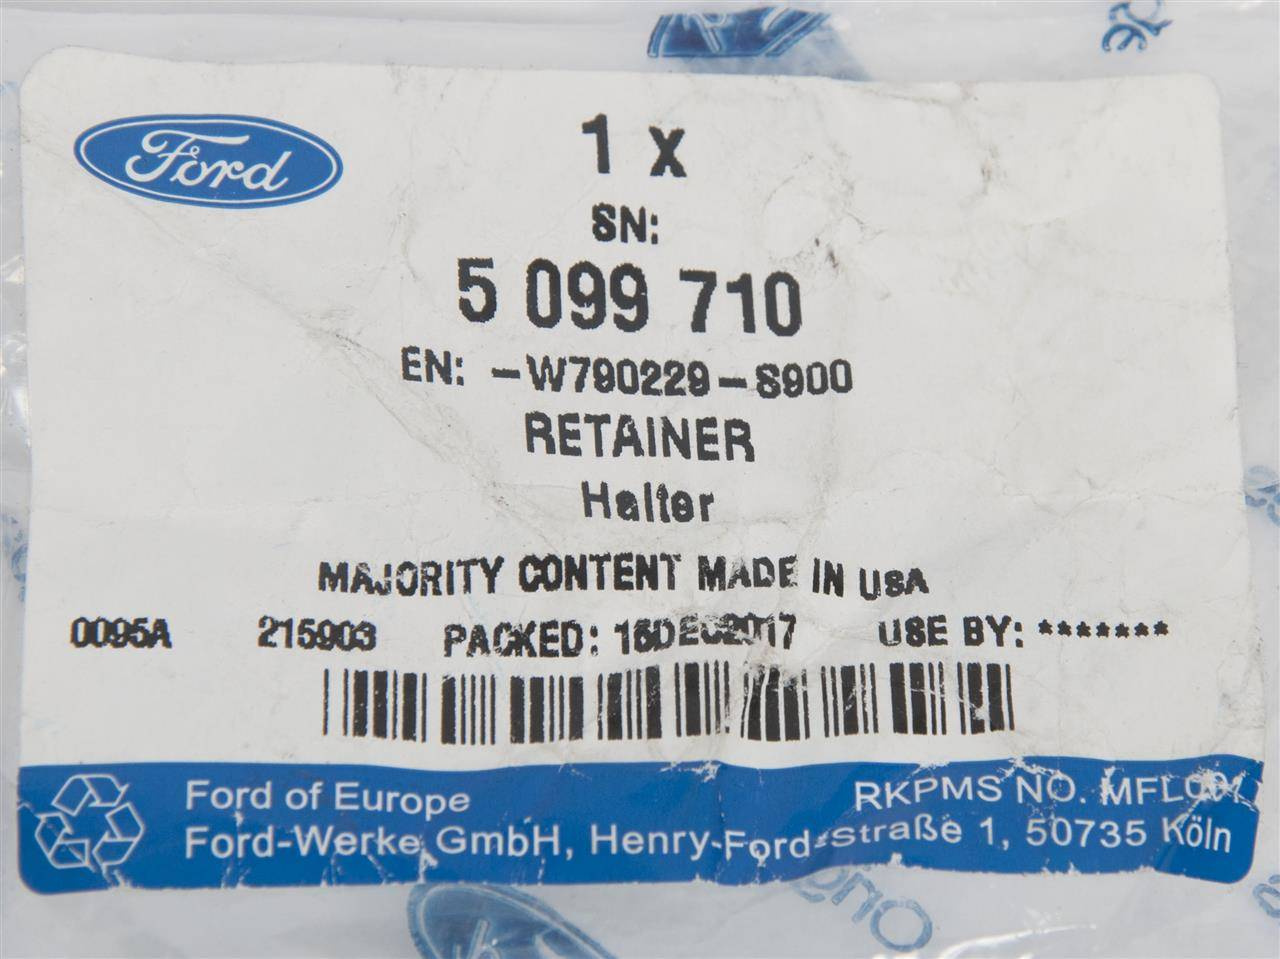 Ford
1 x
SN:
5 099 710
EN: -W790229-S900
RETAINER
Halter
MAJORITY CONTENT MADE IN USA
0095A 215903 PACKED: 15DEC2017 USE BY: *******
Ford of Europe RKPMS NO. MFL001
Ford-Werke GmbH, Henry-Ford-Straße 1, 50735 Köln